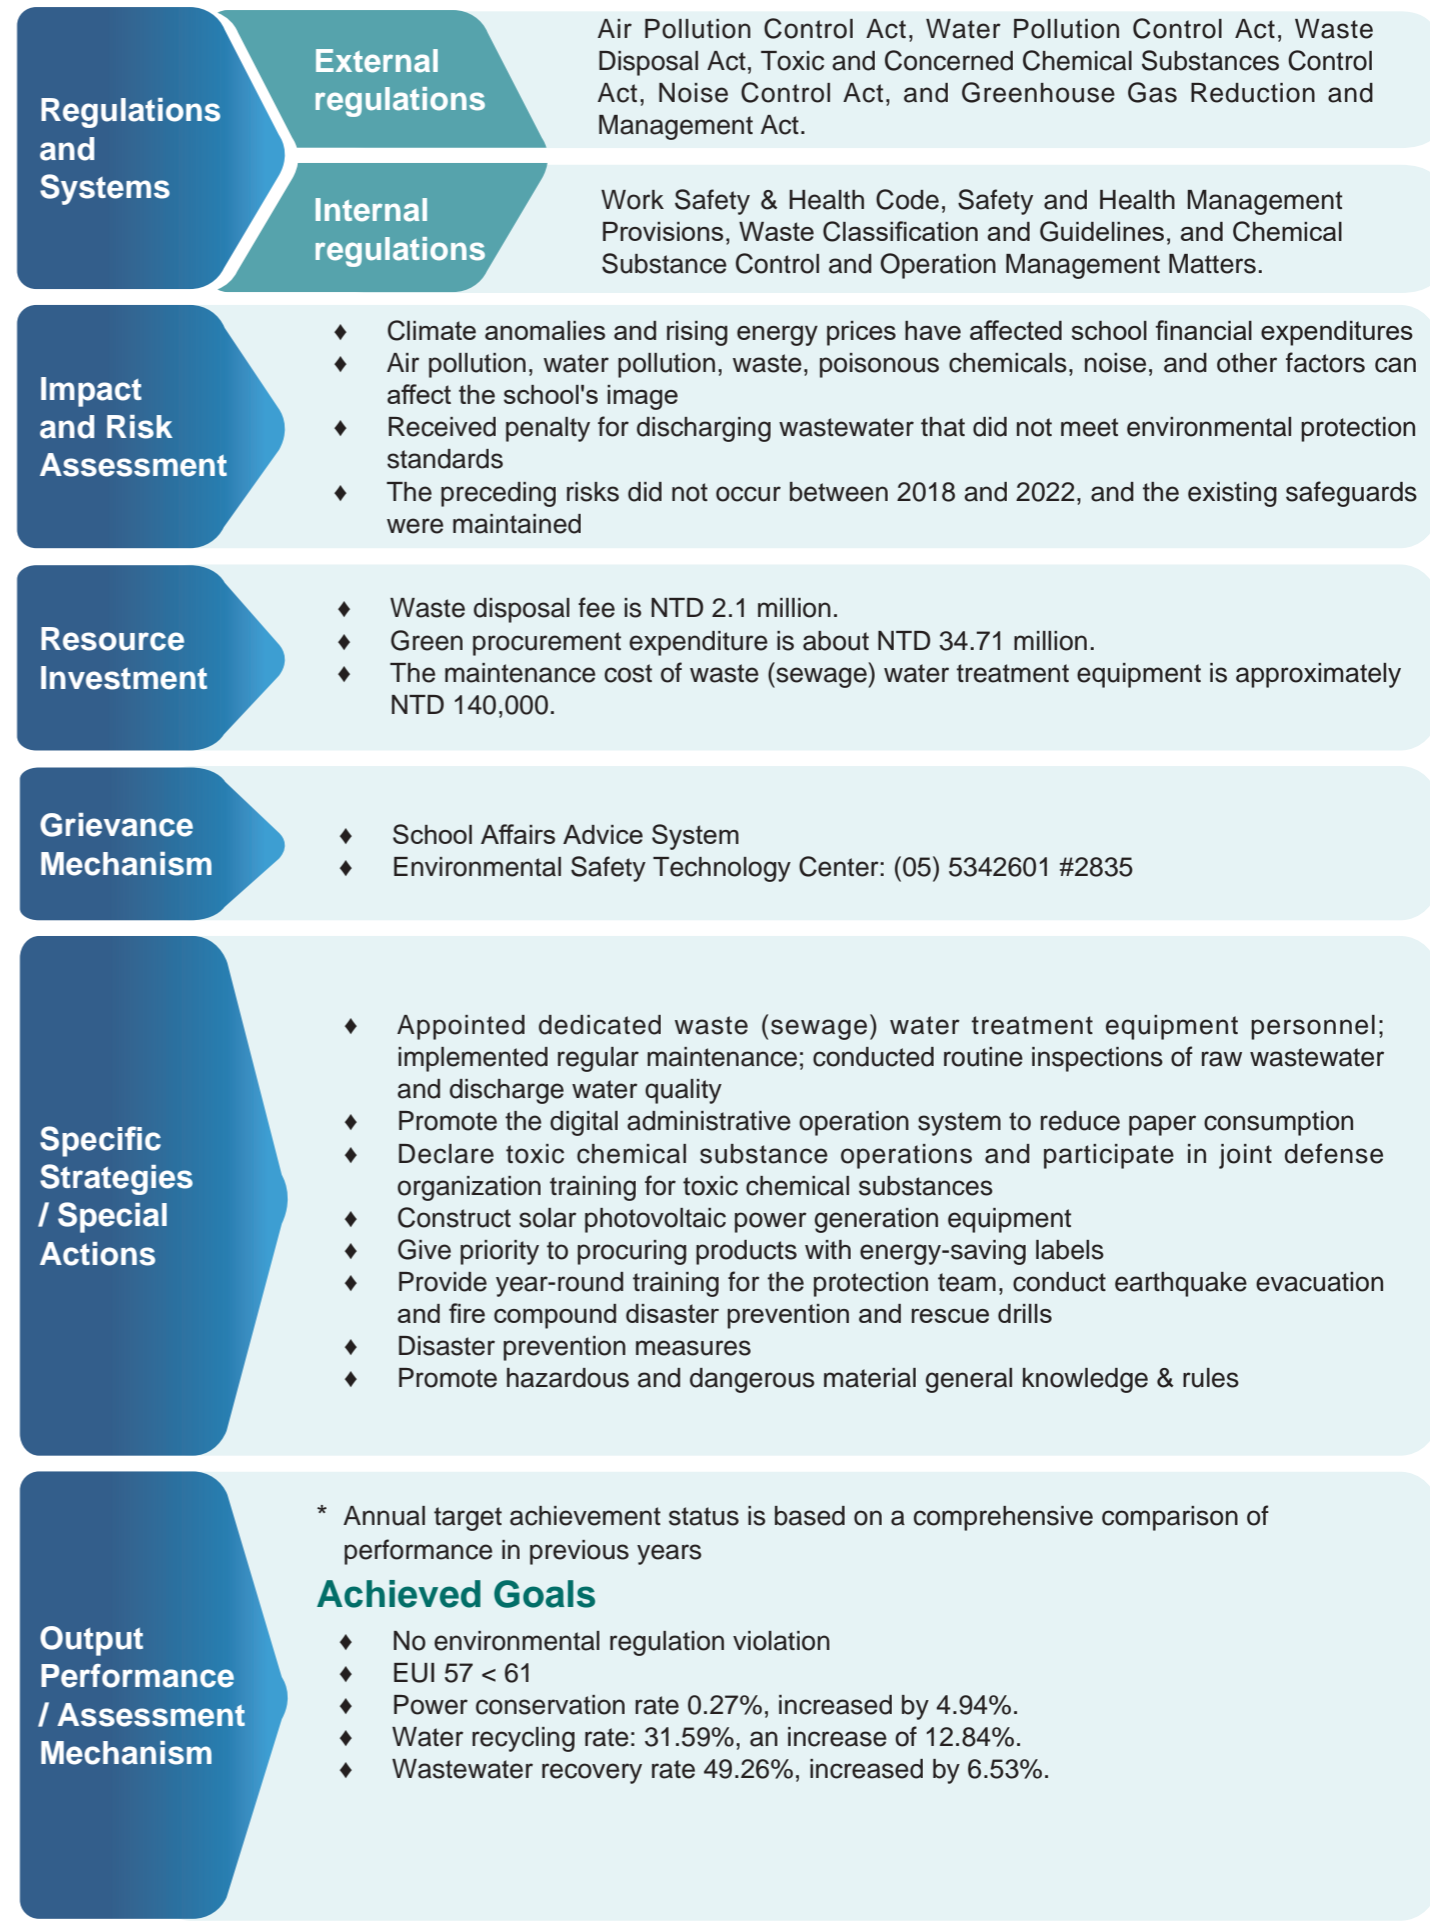 Regulations
and
Systems
External
regulations
Air Pollution Control Act, Water Pollution Control Act, Waste
Disposal Act, Toxic and Concerned Chemical Substances Control
Act, Noise Control Act, and Greenhouse Gas Reduction and
Management Act.
Internal
regulations
Work Safety & Health Code, Safety and Health Management
Provisions, Waste Classification and Guidelines, and Chemical
Substance Control and Operation Management Matters.
Impact
and Risk
Assessment
♦ Climate anomalies and rising energy prices have affected school financial expenditures
♦ Air pollution, water pollution, waste, poisonous chemicals, noise, and other factors can
affect the school's image
♦ Received penalty for discharging wastewater that did not meet environmental protection
standards
♦ The preceding risks did not occur between 2018 and 2022, and the existing safeguards
were maintained
Resource
Investment
♦ Waste disposal fee is NTD 2.1 million.
♦ Green procurement expenditure is about NTD 34.71 million.
♦ The maintenance cost of waste (sewage) water treatment equipment is approximately
NTD 140,000.
Grievance
Mechanism
♦ School Affairs Advice System
♦ Environmental Safety Technology Center: (05) 5342601 #2835
Specific
Strategies
/ Special
Actions
♦ Appointed dedicated waste (sewage) water treatment equipment personnel;
implemented regular maintenance; conducted routine inspections of raw wastewater
and discharge water quality
♦ Promote the digital administrative operation system to reduce paper consumption
♦ Declare toxic chemical substance operations and participate in joint defense
organization training for toxic chemical substances
♦ Construct solar photovoltaic power generation equipment
♦ Give priority to procuring products with energy-saving labels
♦ Provide year-round training for the protection team, conduct earthquake evacuation
and fire compound disaster prevention and rescue drills
♦ Disaster prevention measures
♦ Promote hazardous and dangerous material general knowledge & rules
Output
Performance
/ Assessment
Mechanism
* Annual target achievement status is based on a comprehensive comparison of
performance in previous years
Achieved Goals
♦ No environmental regulation violation
♦ EUI 57 < 61
♦ Power conservation rate 0.27%, increased by 4.94%.
♦ Water recycling rate: 31.59%, an increase of 12.84%.
♦ Wastewater recovery rate 49.26%, increased by 6.53%.